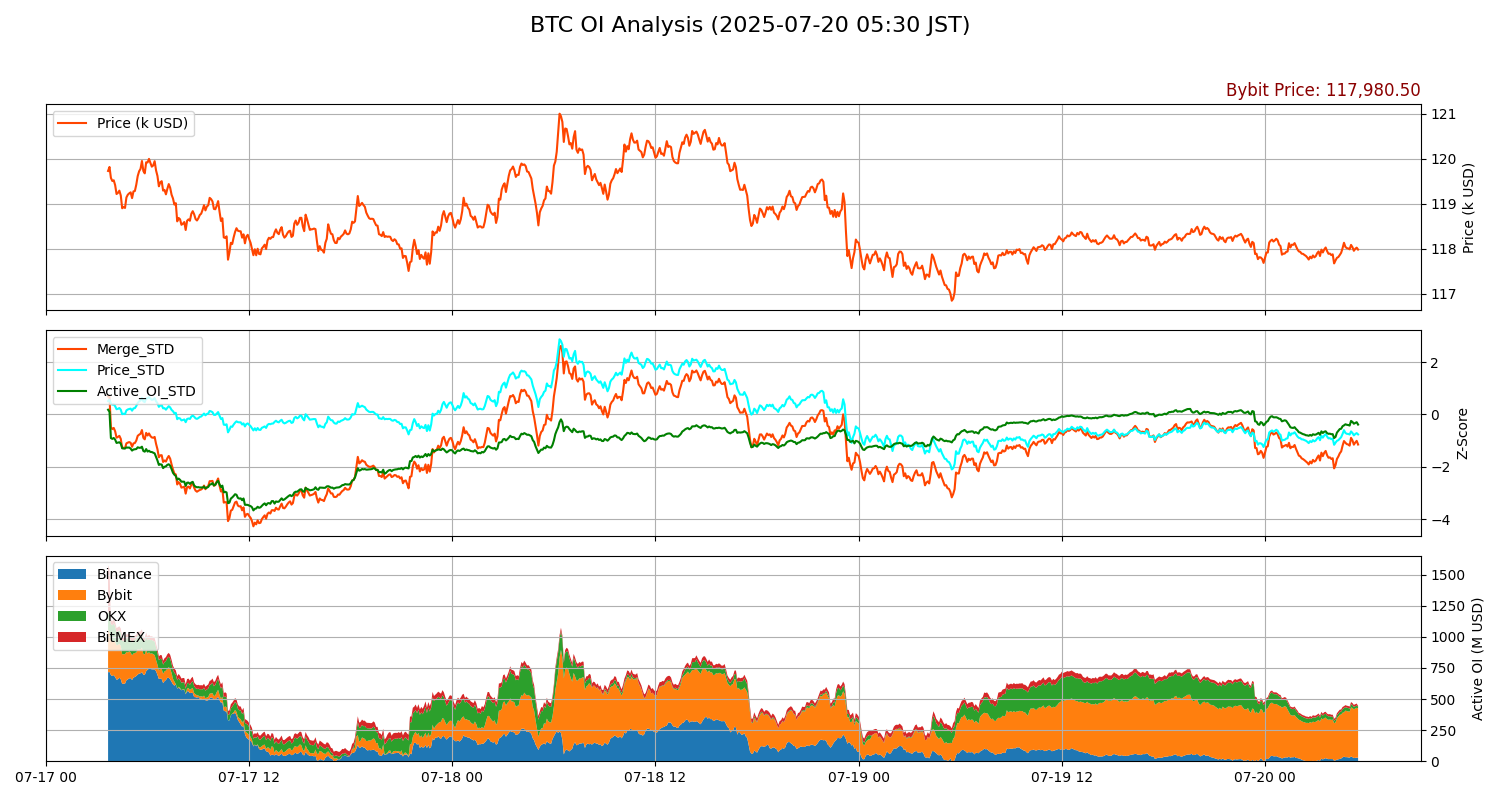 BTC OI Analysis (2025-07-20 05:30 JST)
Bybit Price: 117,980.50
Price (k USD)
121
120
119
118
117
Price (k USD)
Merge_STD
Price_STD
Active_OI_STD
2
0
−2
−4
Z-Score
Binance
Bybit
OKX
BitMEX
1500
1250
1000
750
500
250
0
Active OI (M USD)
07-17 00
07-17 12
07-18 00
07-18 12
07-19 00
07-19 12
07-20 00